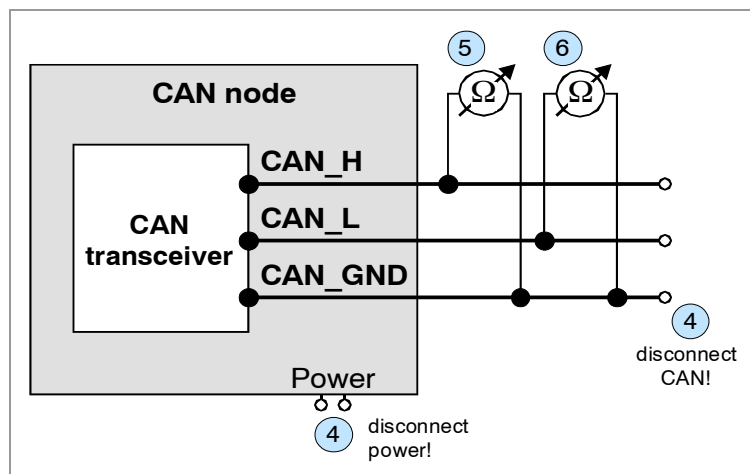 5 6
Ω Ω
CAN node
CAN_H
CAN
transceiver
CAN_L
CAN_GND
4
disconnect
CAN!
Power
4
disconnect
power!